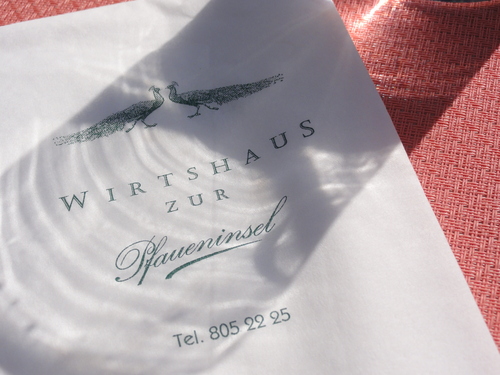 WIRTSHAUS
ZUR
Pfaueninsel
Tel. 805 22 25